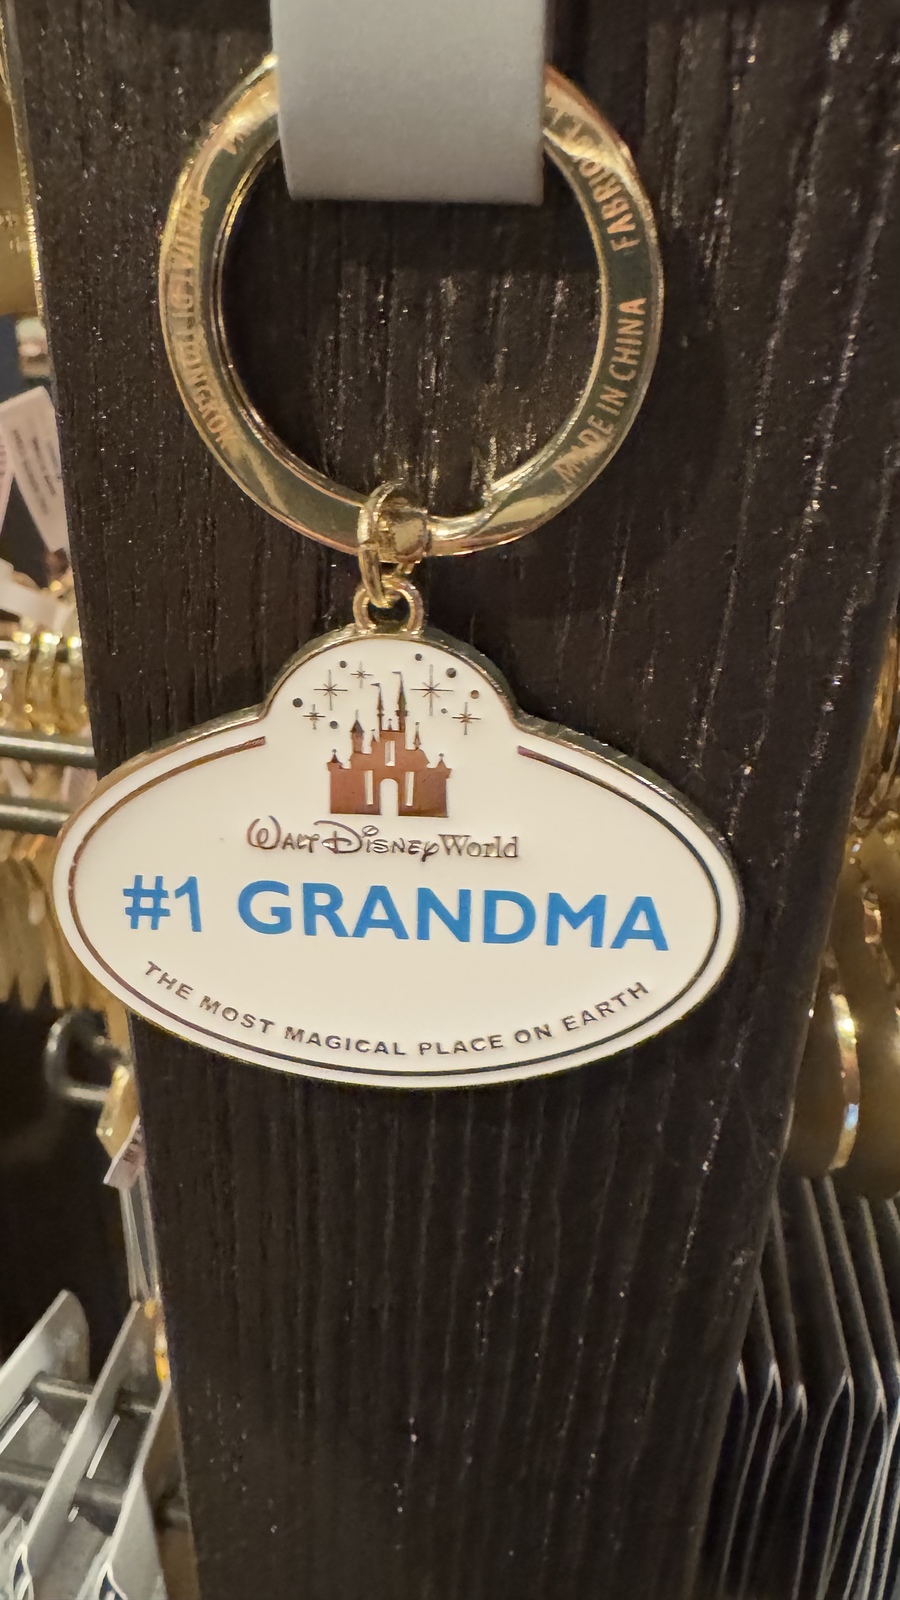 MADE IN CHINA
Walt Disney World
#1 GRANDMA
THE MOST MAGICAL PLACE ON EARTH